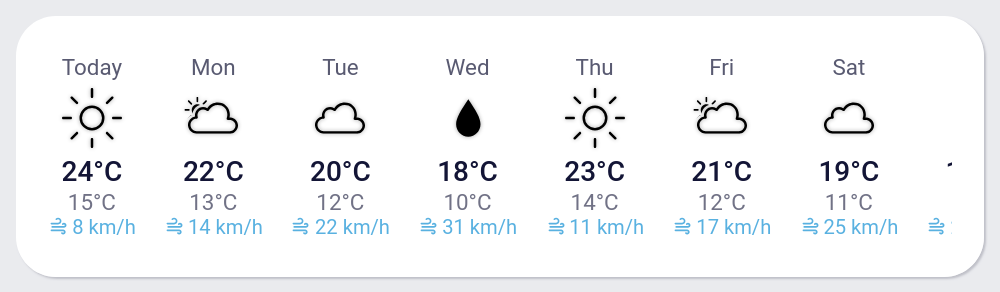 Today Mon Tue Wed Thu Fri Sat
24°C 22°C 20°C 18°C 23°C 21°C 19°C
15°C 13°C 12°C 10°C 14°C 12°C 11°C
8 km/h 14 km/h 22 km/h 31 km/h 11 km/h 17 km/h 25 km/h